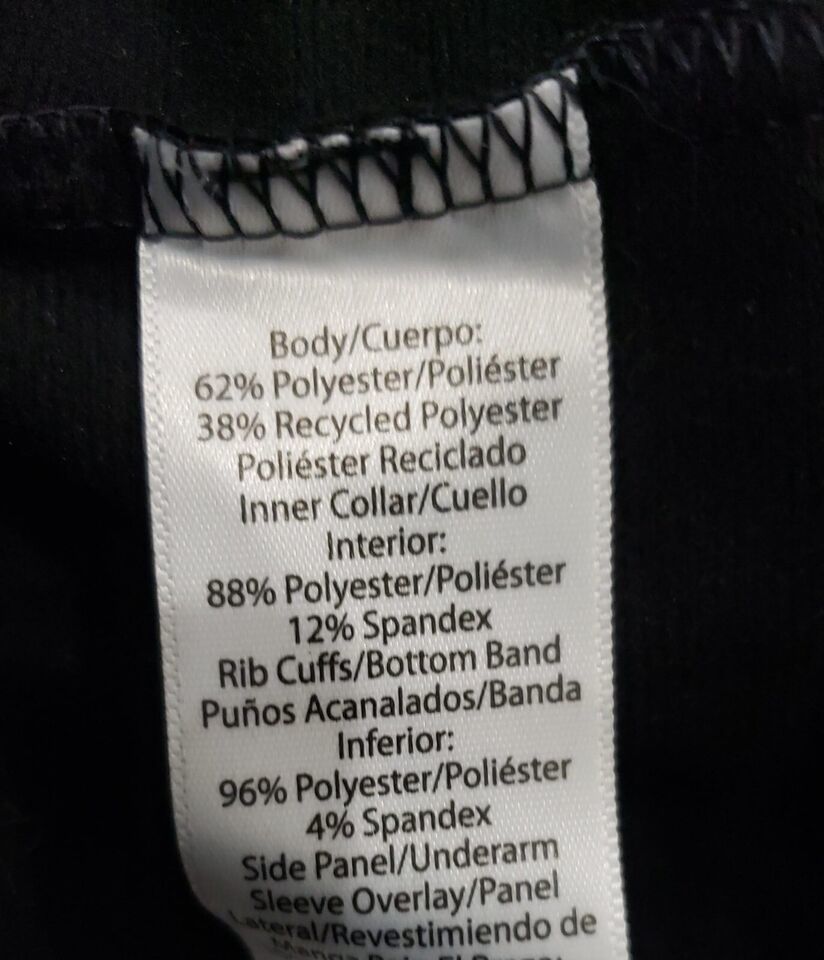 Body/Cuerpo:
62% Polyester/Poliéster
38% Recycled Polyester
Poliéster Reciclado
Inner Collar/Cuello
Interior:
88% Polyester/Poliéster
12% Spandex
Rib Cuffs/Bottom Band
Puños Acanalados/Banda
Inferior:
96% Polyester/Poliéster
4% Spandex
Side Panel/Underarm
Sleeve Overlay/Panel
Lateral/Revestimiento de